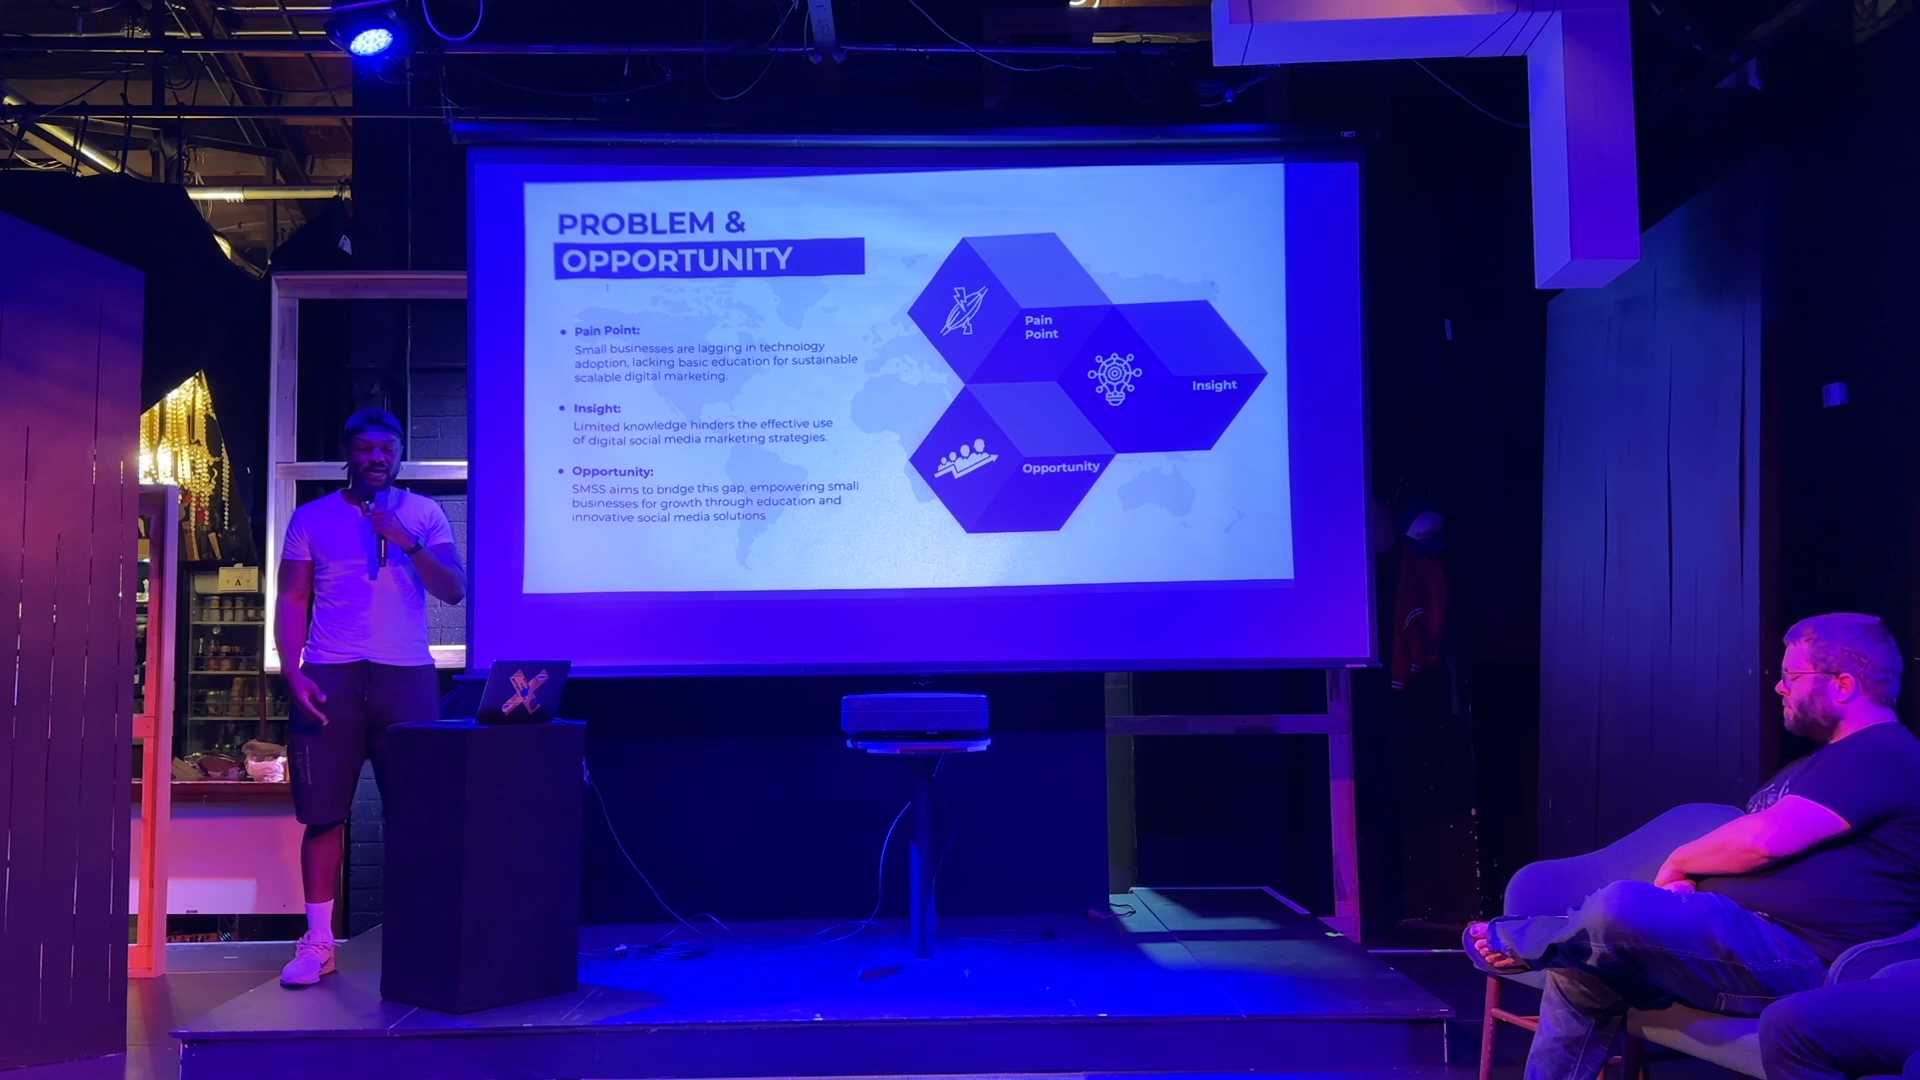 PROBLEM &
OPPORTUNITY
• Pain Point:
Small businesses are lagging in technology
adoption, lacking basic education for sustainable
scalable digital marketing.
• Insight:
Limited knowledge hinders the effective use
of digital social media marketing strategies.
• Opportunity:
SMSS aims to bridge this gap, empowering small
businesses for growth through education and
innovative social media solutions
Pain
Point
Insight
Opportunity
A